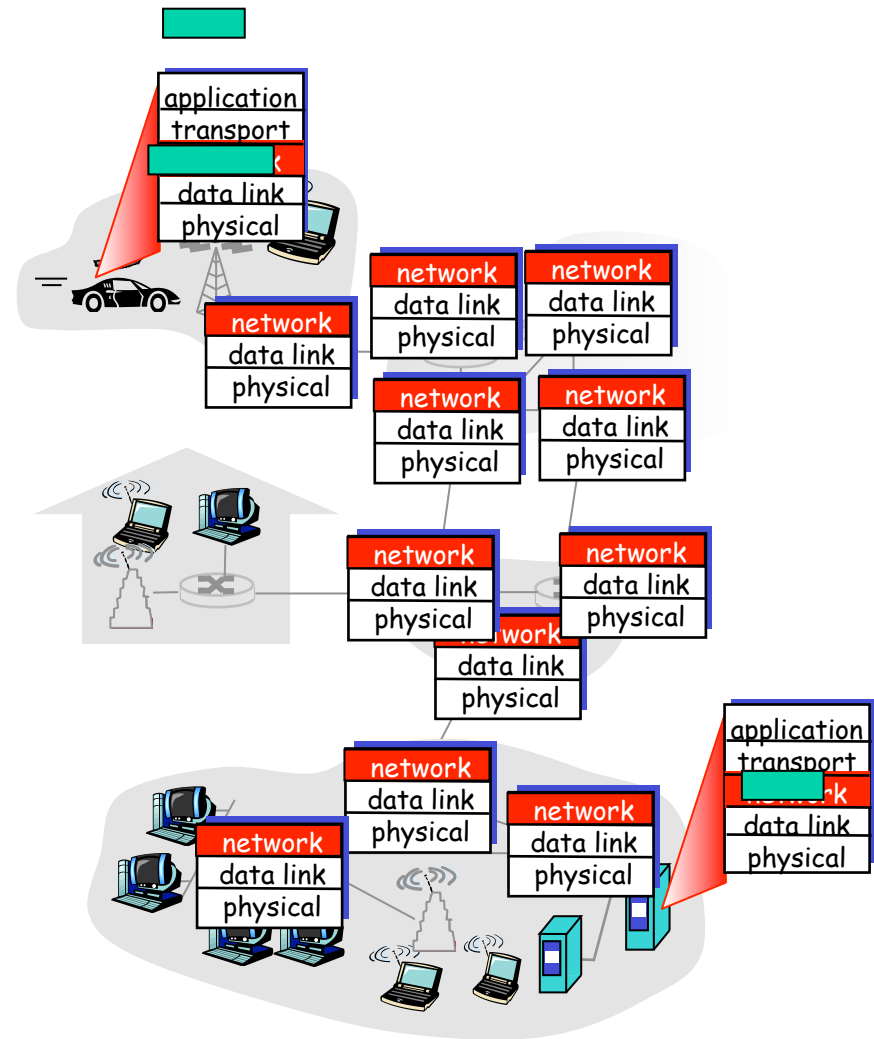 application
transport
data link
physical
network
data link
physical
network
data link
physical
network
data link
physical
network
data link
physical
network
data link
physical
network
data link
physical
network
data link
physical
data link
physical
application
transport
data link
physical
network
data link
physical
network
data link
physical
network
data link
physical